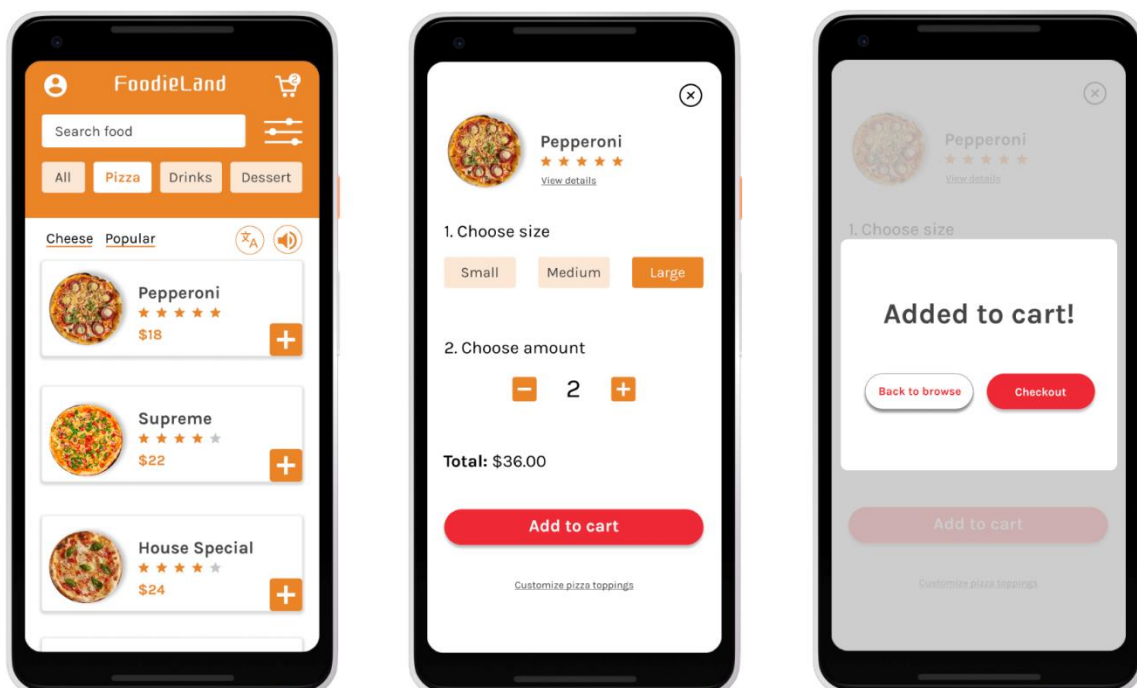 FoodieLand
2
Search food
All Pizza Drinks Dessert
Cheese Popular
文A
Pepperoni
$18
Supreme
$22
House Special
$24
Pepperoni
View details
1. Choose size
Small Medium Large
2. Choose amount
2
Total: $36.00
Add to cart
Customize pizza toppings
Pepperoni
View details
1. Choose size
Added to cart!
Back to browse Checkout
Add to cart
Customize pizza toppings